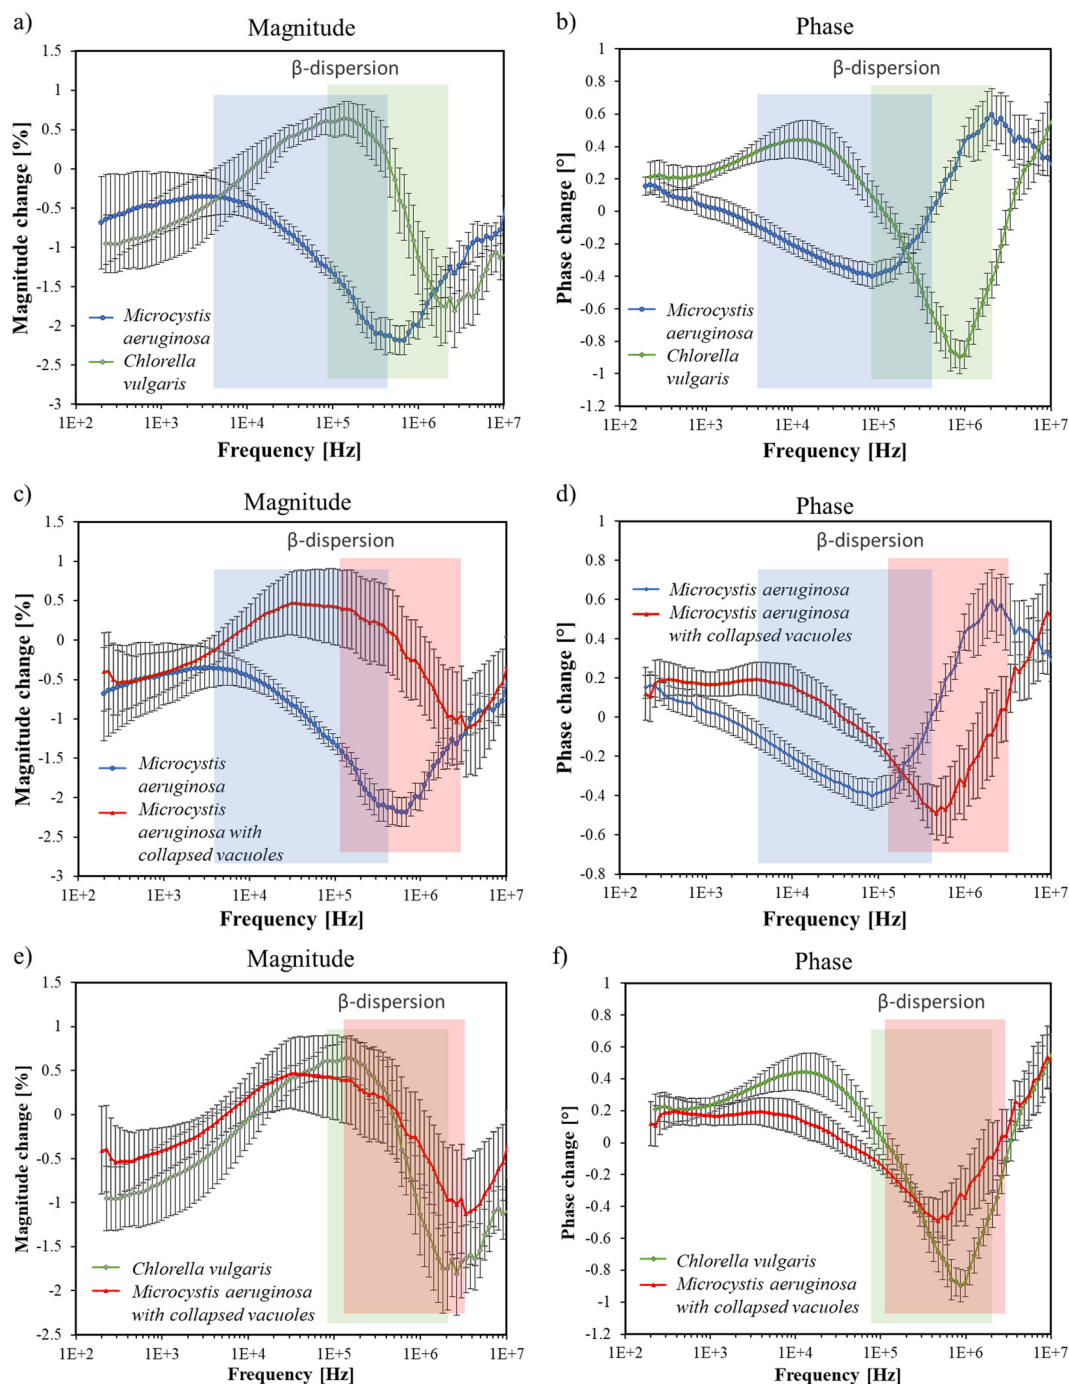 a)
Magnitude
β-dispersion
Magnitude change [%]
1.5
1
0.5
0
-0.5
-1
-1.5
-2
-2.5
-3
Microcystis
aeruginosa
Chlorella
vulgaris
1E+2 1E+3 1E+4 1E+5 1E+6 1E+7
Frequency [Hz]
b)
Phase
β-dispersion
Phase change [°]
1
0.8
0.6
0.4
0.2
0
-0.2
-0.4
-0.6
-0.8
-1
-1.2
Microcystis
aeruginosa
Chlorella
vulgaris
1E+2 1E+3 1E+4 1E+5 1E+6 1E+7
Frequency [Hz]
c)
Magnitude
β-dispersion
Magnitude change [%]
1.5
1
0.5
0
-0.5
-1
-1.5
-2
-2.5
-3
Microcystis
aeruginosa
Microcystis
aeruginosa with
collapsed vacuoles
1E+2 1E+3 1E+4 1E+5 1E+6 1E+7
Frequency [Hz]
d)
Phase
β-dispersion
Phase change [°]
1
0.8
0.6
0.4
0.2
0
-0.2
-0.4
-0.6
-0.8
Microcystis aeruginosa
Microcystis aeruginosa
with collapsed vacuoles
1E+2 1E+3 1E+4 1E+5 1E+6 1E+7
Frequency [Hz]
e)
Magnitude
β-dispersion
Magnitude change [%]
1.5
1
0.5
0
-0.5
-1
-1.5
-2
-2.5
Chlorella vulgaris
Microcystis aeruginosa
with collapsed vacuoles
1E+2 1E+3 1E+4 1E+5 1E+6 1E+7
Frequency [Hz]
f)
Phase
β-dispersion
Phase change [°]
1
0.8
0.6
0.4
0.2
0
-0.2
-0.4
-0.6
-0.8
-1
-1.2
Chlorella vulgaris
Microcystis aeruginosa
with collapsed vacuoles
1E+2 1E+3 1E+4 1E+5 1E+6 1E+7
Frequency [Hz]